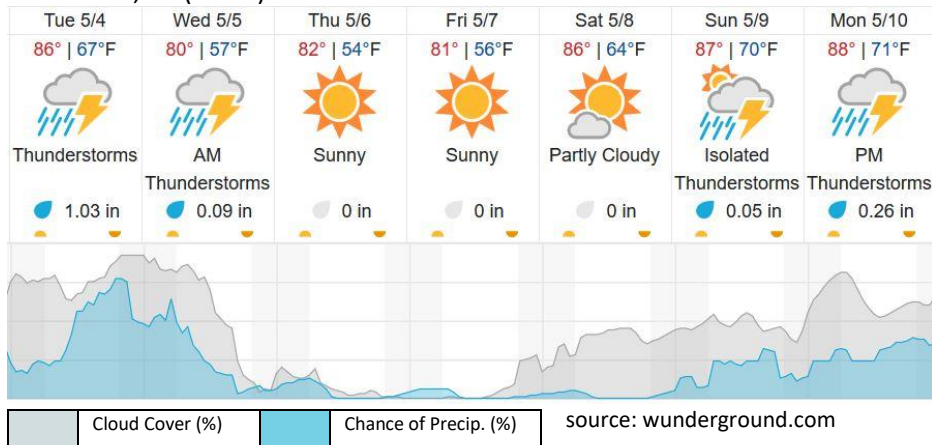 Tue 5/4 Wed 5/5 Thu 5/6 Fri 5/7 Sat 5/8 Sun 5/9 Mon 5/10
86° | 67°F 80° | 57°F 82° | 54°F 81° | 56°F 86° | 64°F 87° | 70°F 88° | 71°F
Thunderstorms AM Sunny Sunny Partly Cloudy Isolated PM
Thunderstorms Thunderstorms Thunderstorms
1.03 in 0.09 in 0 in 0 in 0 in 0.05 in 0.26 in
Cloud Cover (%) Chance of Precip. (%) source: wunderground.com